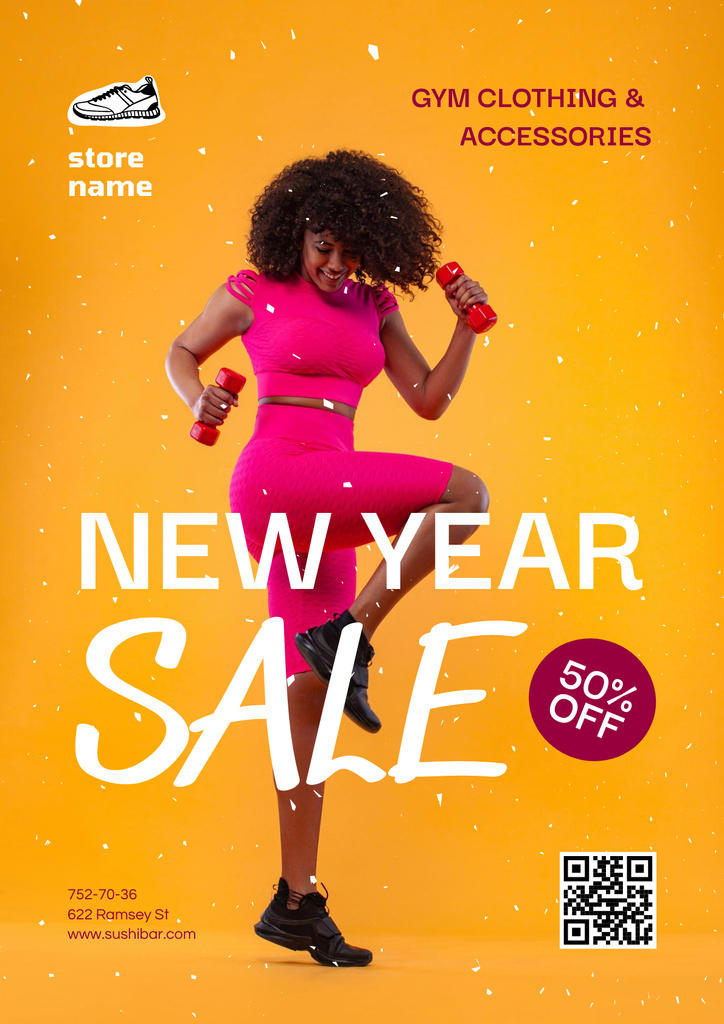 store
name
GYM CLOTHING &
ACCESSORIES
NEW YEAR
SALE
50%
OFF
752-70-36
622 Ramsey St
www.sushibar.com